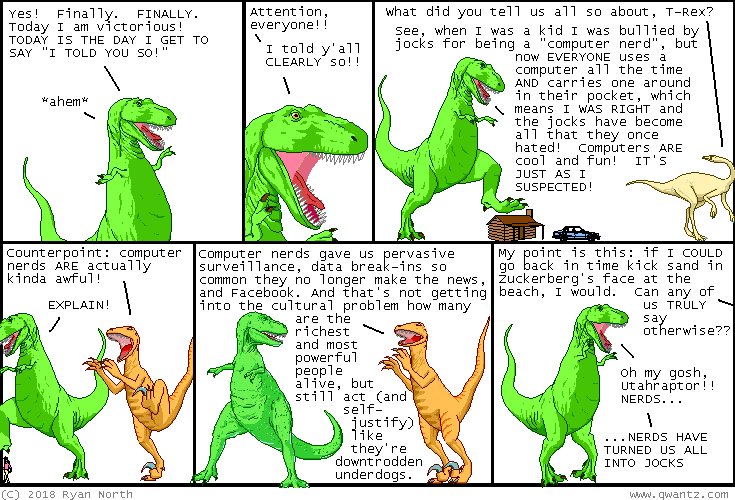 Yes!  Finally.  FINALLY.
Today I am victorious!
TODAY IS THE DAY I GET TO
SAY "I TOLD YOU SO!"
*ahem*
Attention,
everyone!!
I told y'all
CLEARLY so!!
What did you tell us all so about, T-Rex?
See, when I was a kid I was bullied by
jocks for being a "computer nerd", but
now EVERYONE uses a
computer all the time
AND carries one around
in their pocket, which
means I WAS RIGHT and
the jocks have become
all that they once
hated!  Computers ARE
cool and fun!  IT'S
JUST AS I
SUSPECTED!
Counterpoint: computer
nerds ARE actually
kinda awful!
EXPLAIN!
Computer nerds gave us pervasive
surveillance, data break-ins so
common they no longer make the news,
and Facebook. And that's not getting
into the cultural problem how many
are the
richest
and most
powerful
people
alive, but
still act (and
self-
justify)
like
they're
downtrodden
underdogs.
My point is this: if I COULD
go back in time kick sand in
Zuckerberg's face at the
beach, I would.  Can any of
us TRULY
say
otherwise??
Oh my gosh,
Utahraptor!!
NERDS...
...NERDS HAVE
TURNED US ALL
INTO JOCKS
(C) 2018 Ryan North
www.qwantz.com